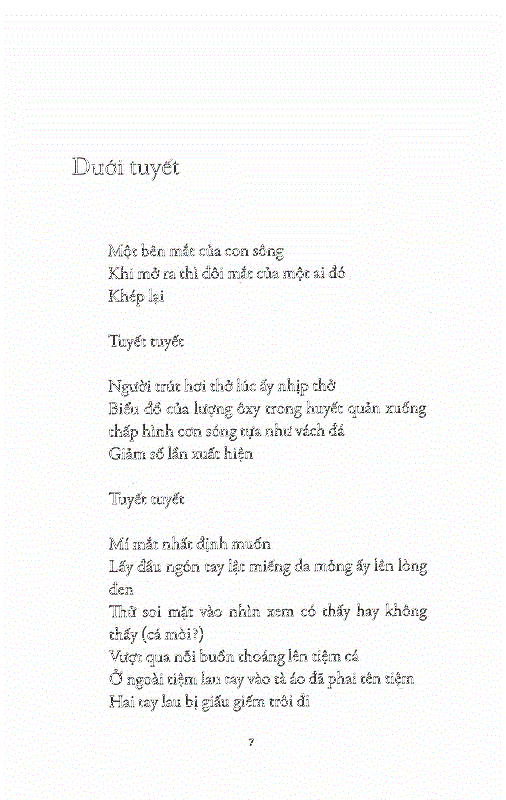 Dưới tuyết
Một bên mắt của con sông
Khi mở ra thì đôi mắt của một ai đó
Khép lại
Tuyết tuyết
Người trút hơi thở lúc ấy nhịp thở
Biểu đồ của lượng ôxy trong huyết quản xuống
thấp hình cơn sóng tựa như vách đá
Giảm số lần xuất hiện
Tuyết tuyết
Mí mắt nhất định muốn
Lấy đầu ngón tay lật miếng da mỏng ấy lên lòng
đen
Thử soi mặt vào nhìn xem có thấy hay không
thấy (cá mòi?)
Vượt qua nỗi buồn thoáng lên tiệm cá
Ở ngoài tiệm lau tay vào tà áo đã phai tên tiệm
Hai tay lau bị giấu giếm trôi đi
7